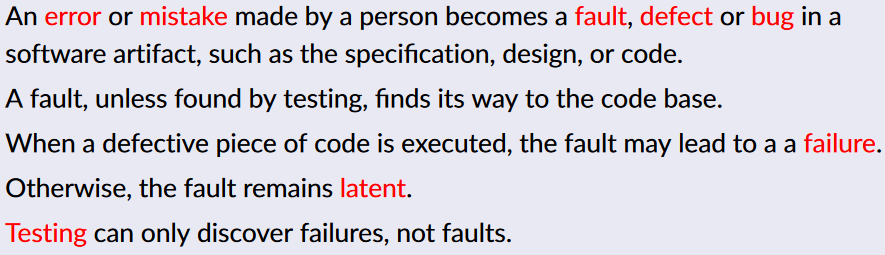 An error or mistake made by a person becomes a fault, defect or bug in a
software artifact, such as the specification, design, or code.
A fault, unless found by testing, finds its way to the code base.
When a defective piece of code is executed, the fault may lead to a a failure.
Otherwise, the fault remains latent.
Testing can only discover failures, not faults.